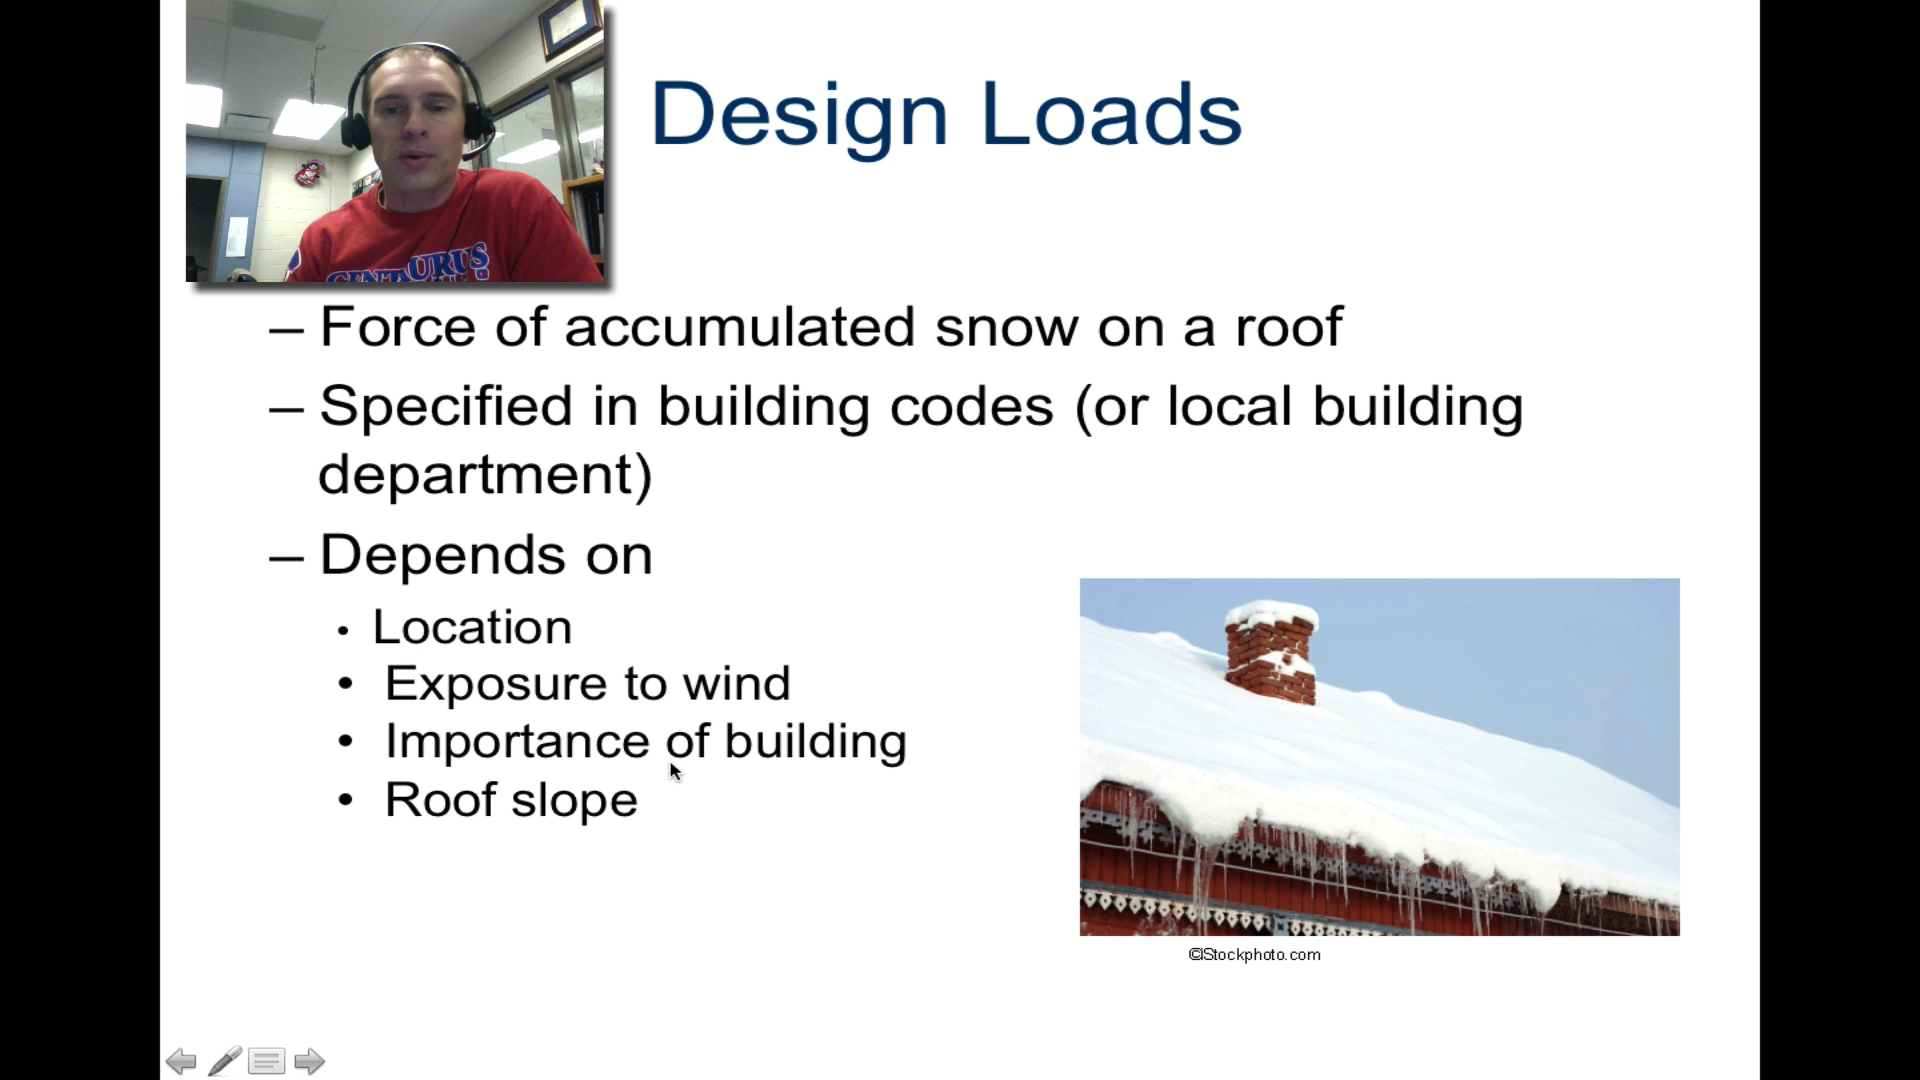 Design Loads
CENTAURUS
– Force of accumulated snow on a roof
– Specified in building codes (or local building
department)
– Depends on
• Location
• Exposure to wind
• Importance of building
• Roof slope
©iStockphoto.com